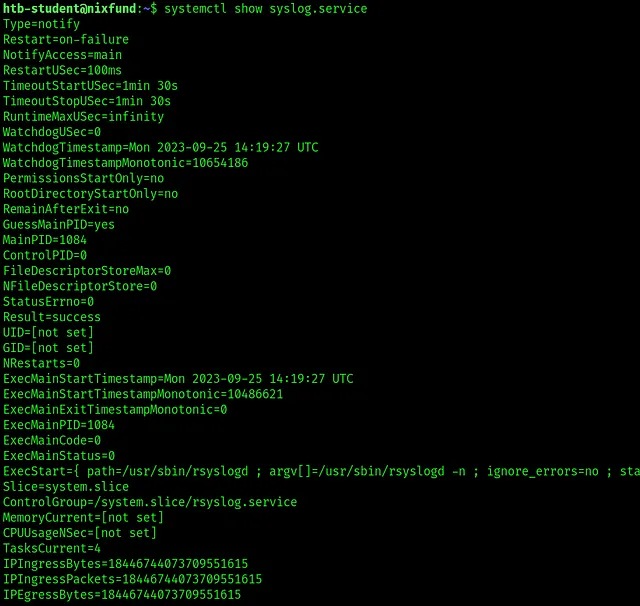 htb-student@nixfund:~$ systemctl show syslog.service
Type=notify
Restart=on-failure
NotifyAccess=main
RestartUSec=100ms
TimeoutStartUSec=1min 30s
TimeoutStopUSec=1min 30s
RuntimeMaxUSec=infinity
WatchdogUSec=0
WatchdogTimestamp=Mon 2023-09-25 14:19:27 UTC
WatchdogTimestampMonotonic=10654186
PermissionsStartOnly=no
RootDirectoryStartOnly=no
RemainAfterExit=no
GuessMainPID=yes
MainPID=1084
ControlPID=0
FileDescriptorStoreMax=0
NFileDescriptorStore=0
StatusErrno=0
Result=success
UID=[not set]
GID=[not set]
NRestarts=0
ExecMainStartTimestamp=Mon 2023-09-25 14:19:27 UTC
ExecMainStartTimestampMonotonic=10486621
ExecMainExitTimestampMonotonic=0
ExecMainPID=1084
ExecMainCode=0
ExecMainStatus=0
ExecStart={ path=/usr/sbin/rsyslogd ; argv[]=/usr/sbin/rsyslogd -n ; ignore_errors=no ; sta
Slice=system.slice
ControlGroup=/system.slice/rsyslog.service
MemoryCurrent=[not set]
CPUUsageNSec=[not set]
TasksCurrent=4
IPIngressBytes=18446744073709551615
IPIngressPackets=18446744073709551615
IPEgressBytes=18446744073709551615